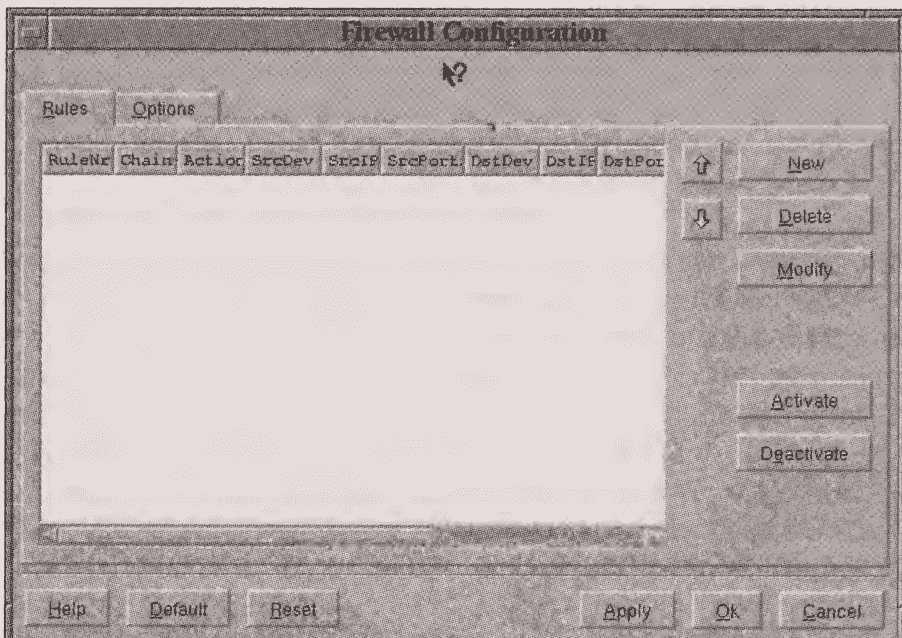 Firewall Configuration
?
Rules Options
RuleNr Chain Action SrcDev SrcIP SrcPort DstDev DstIP DstPor
New
Delete
Modify
Activate
Deactivate
Help Default Reset Apply Ok Cancel